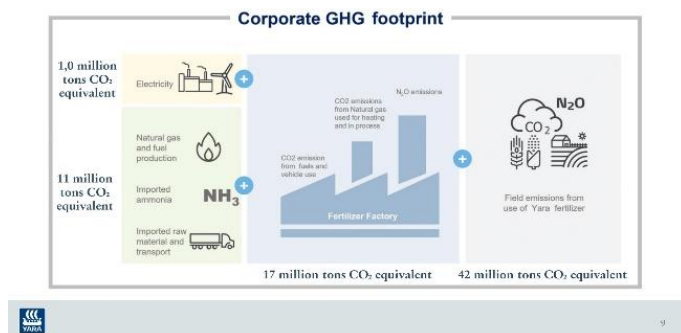 Corporate GHG footprint
1,0 million
tons CO₂
equivalent
Electricity
11 million
tons CO₂
equivalent
Natural gas
and fuel
production
Imported
ammonia
NH₃
Imported raw
material and
transport
CO2 emission
from fuels and
vehicle use
CO2 emissions
from Natural gas
used for heating
and in process
N₂O emissions
Fertilizer Factory
17 million tons CO₂ equivalent
N₂O
CO₂
Field emissions from
use of Yara fertilizer
42 million tons CO₂ equivalent
YARA
9